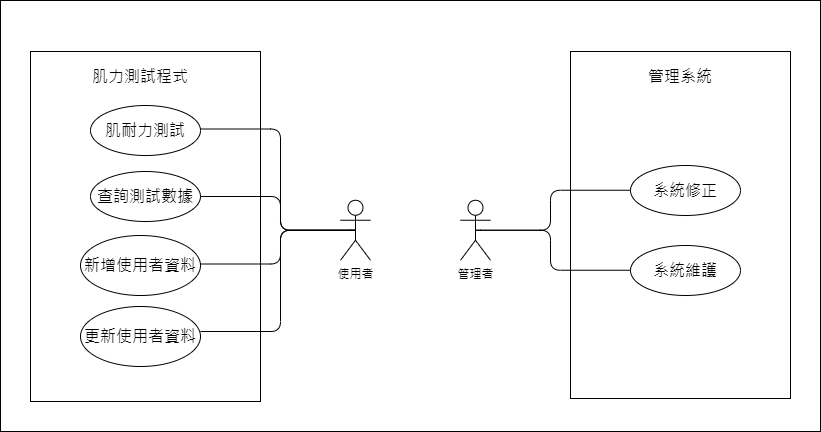 肌力測試程式
肌耐力測試
查詢測試數據
新增使用者資料
更新使用者資料
使用者
管理者
管理系統
系統修正
系統維護